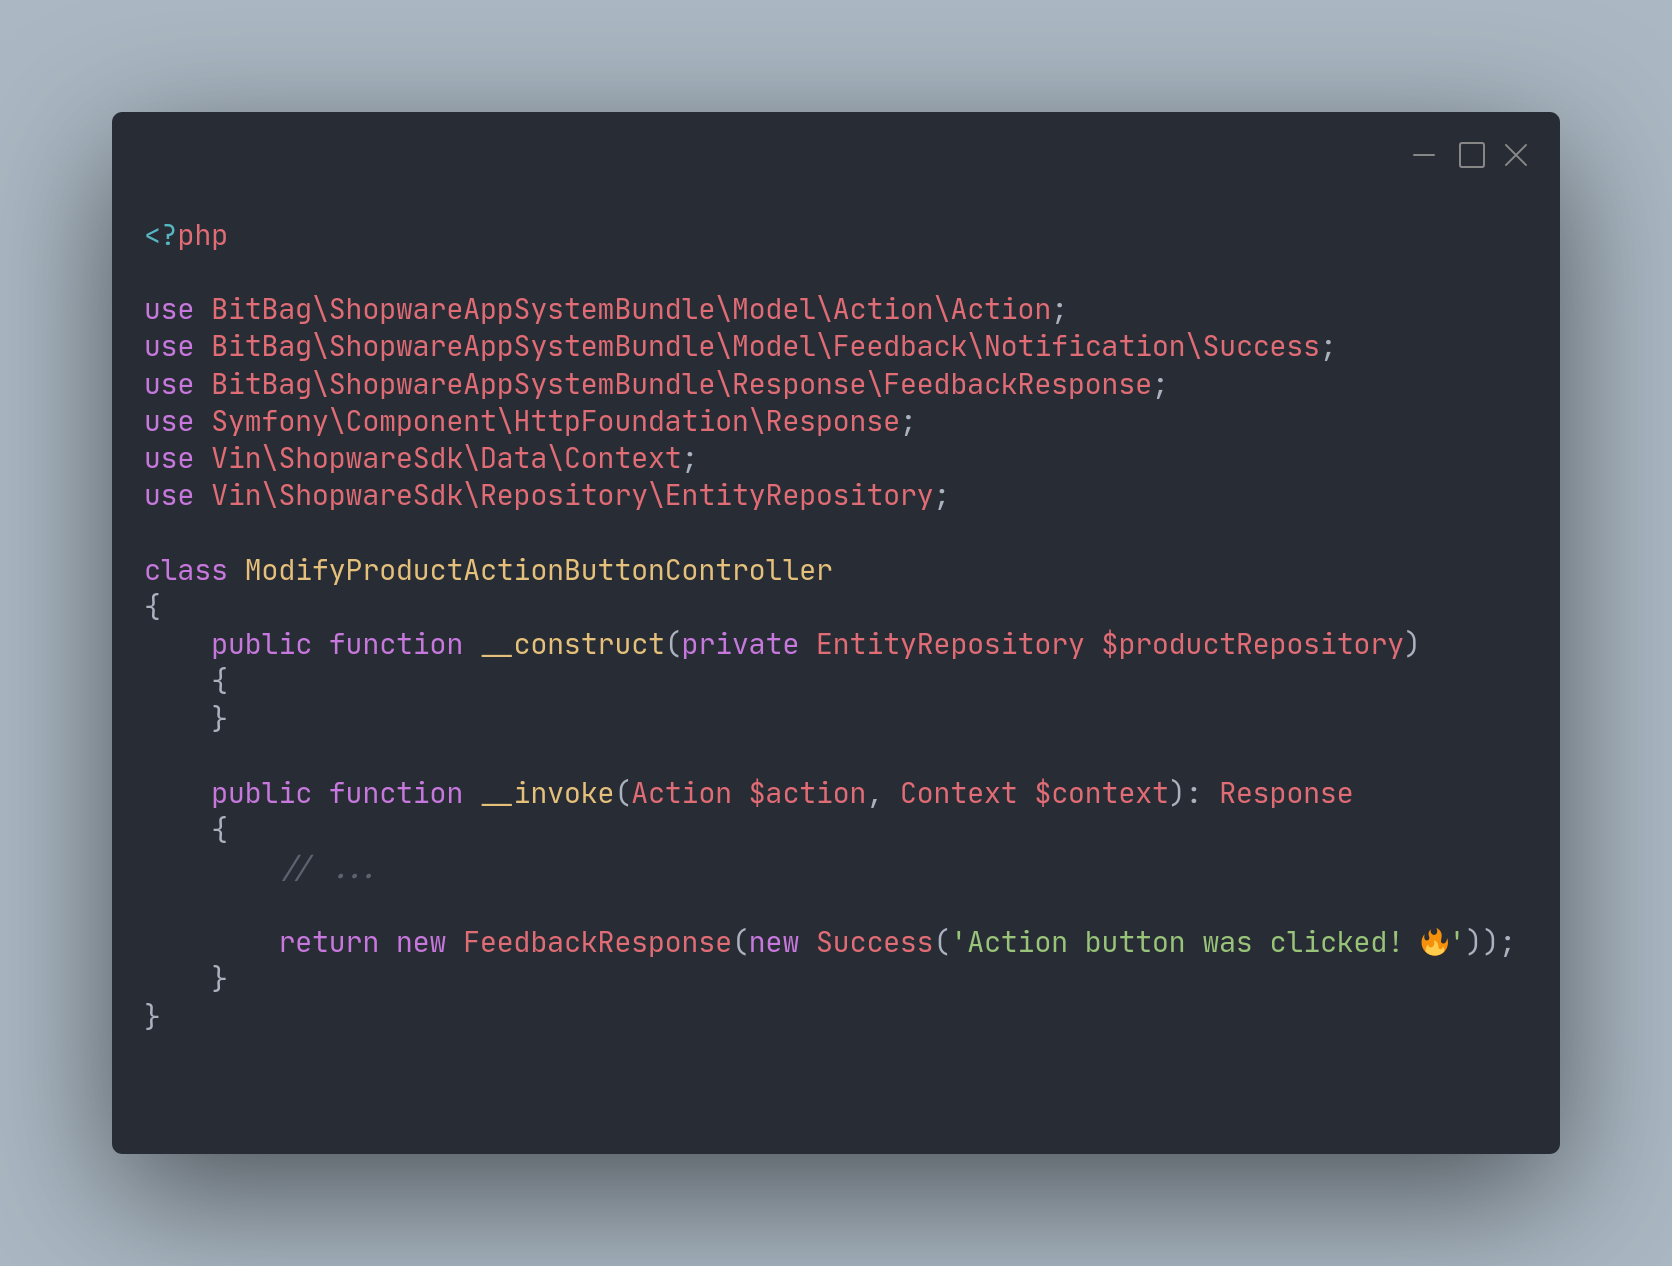 <?php
use BitBag\ShopwareAppSystemBundle\Model\Action\Action;
use BitBag\ShopwareAppSystemBundle\Model\Feedback\Notification\Success;
use BitBag\ShopwareAppSystemBundle\Response\FeedbackResponse;
use Symfony\Component\HttpFoundation\Response;
use Vin\ShopwareSdk\Data\Context;
use Vin\ShopwareSdk\Repository\EntityRepository;
class ModifyProductActionButtonController
{
    public function __construct(private EntityRepository $productRepository)
    {
    }
    public function __invoke(Action $action, Context $context): Response
    {
        // ...
        return new FeedbackResponse(new Success('Action button was clicked! 🔥'));
    }
}